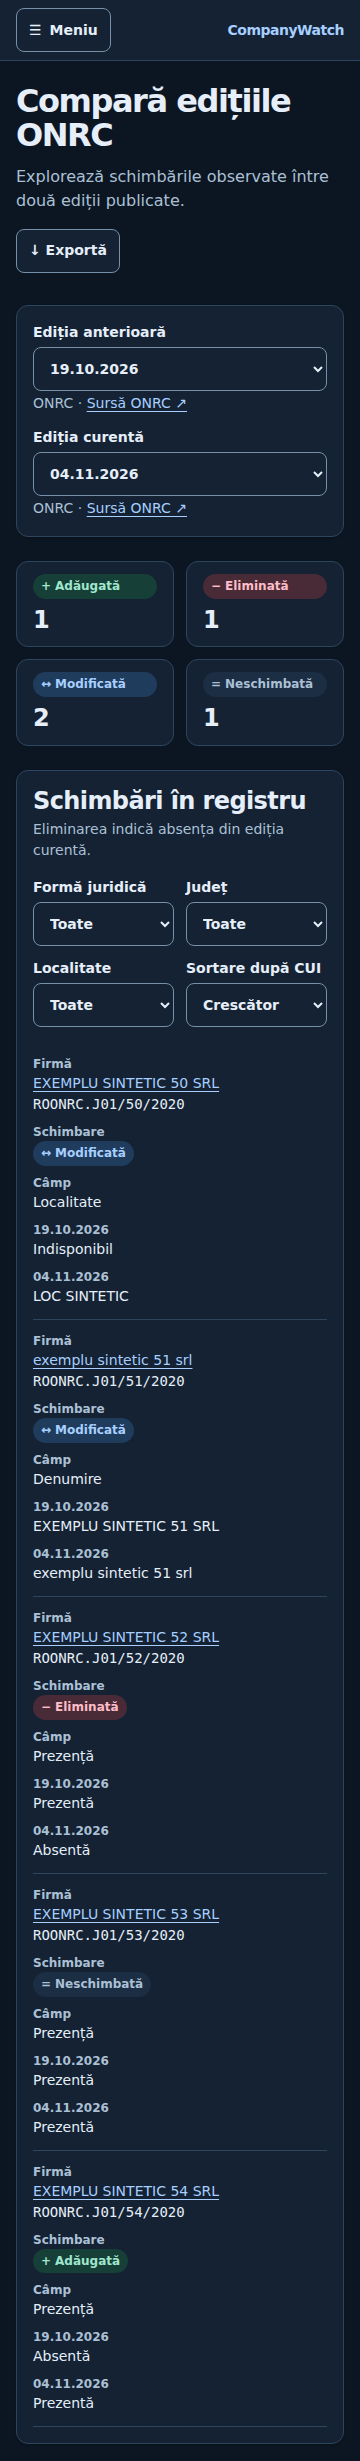 ☰ Meniu
CompanyWatch
Compară edițiile
ONRC
Explorează schimbările observate între
două ediții publicate.
↓ Exportă
Ediția anterioară
19.10.2026
ONRC · Sursă ONRC ↗
Ediția curentă
04.11.2026
ONRC · Sursă ONRC ↗
+ Adăugată
1
− Eliminată
1
↔ Modificată
2
= Neschimbată
1
Schimbări în registru
Eliminarea indică absența din ediția
curentă.
Formă juridică
Județ
Toate
Toate
Localitate
Sortare după CUI
Toate
Crescător
Firmă
EXEMPLU SINTETIC 50 SRL
ROONRC.J01/50/2020
Schimbare
↔ Modificată
Câmp
Localitate
19.10.2026
Indisponibil
04.11.2026
LOC SINTETIC
Firmă
exemplu sintetic 51 srl
ROONRC.J01/51/2020
Schimbare
↔ Modificată
Câmp
Denumire
19.10.2026
EXEMPLU SINTETIC 51 SRL
04.11.2026
exemplu sintetic 51 srl
Firmă
EXEMPLU SINTETIC 52 SRL
ROONRC.J01/52/2020
Schimbare
− Eliminată
Câmp
Prezență
19.10.2026
Prezentă
04.11.2026
Absentă
Firmă
EXEMPLU SINTETIC 53 SRL
ROONRC.J01/53/2020
Schimbare
= Neschimbată
Câmp
Prezență
19.10.2026
Prezentă
04.11.2026
Prezentă
Firmă
EXEMPLU SINTETIC 54 SRL
ROONRC.J01/54/2020
Schimbare
+ Adăugată
Câmp
Prezență
19.10.2026
Absentă
04.11.2026
Prezentă